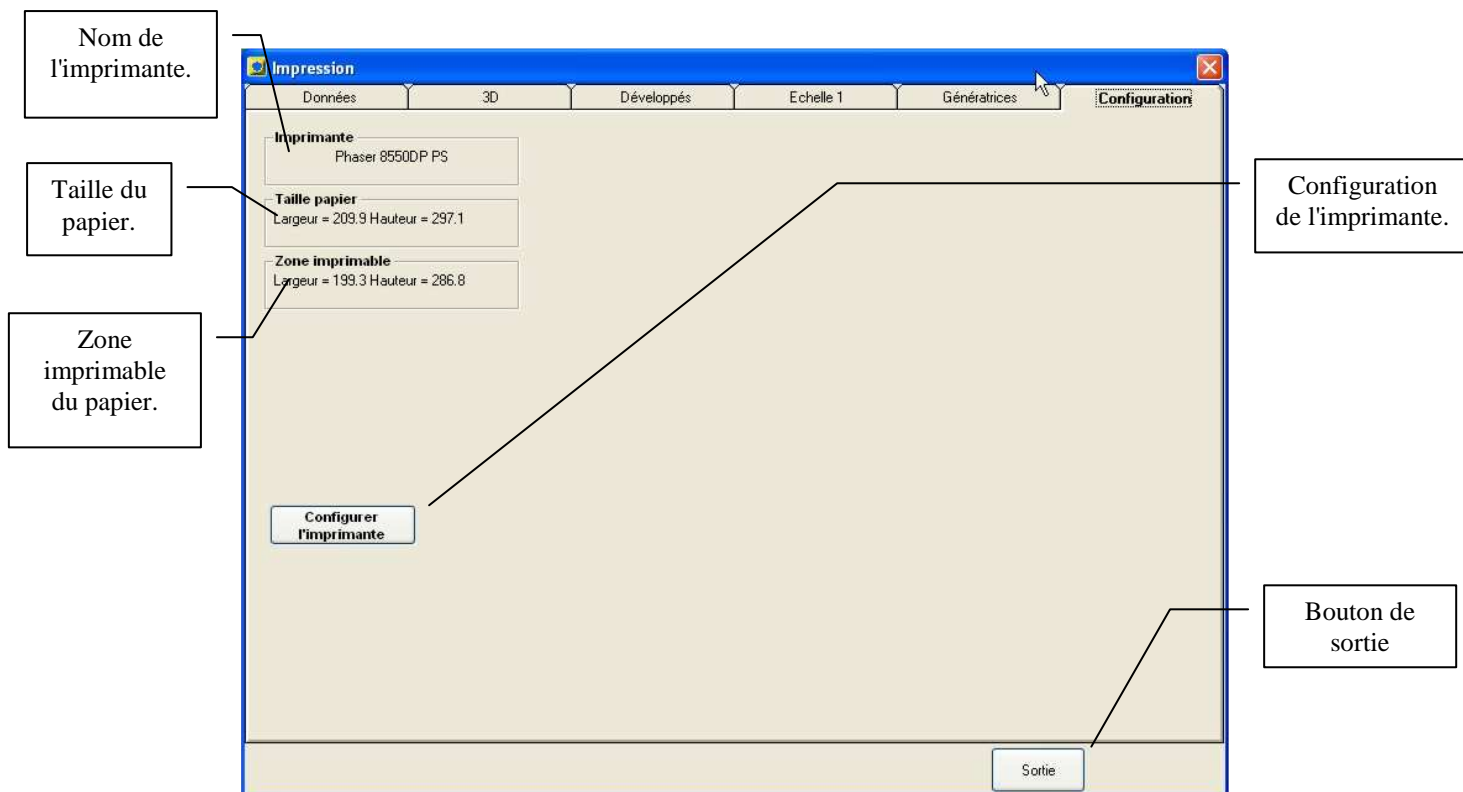 Nom de
l'imprimante.
Impression
Données 3D Développés Echelle 1 Génératrices Configuration
Imprimante
Phaser 8550DP PS
Taille du
papier.
Taille papier
Largeur = 209.9 Hauteur = 297.1
Configuration
de l'imprimante.
Zone imprimable
Largeur = 199.3 Hauteur = 286.8
Zone
imprimable
du papier.
Configurer
l'imprimante
Bouton de
sortie
Sortie